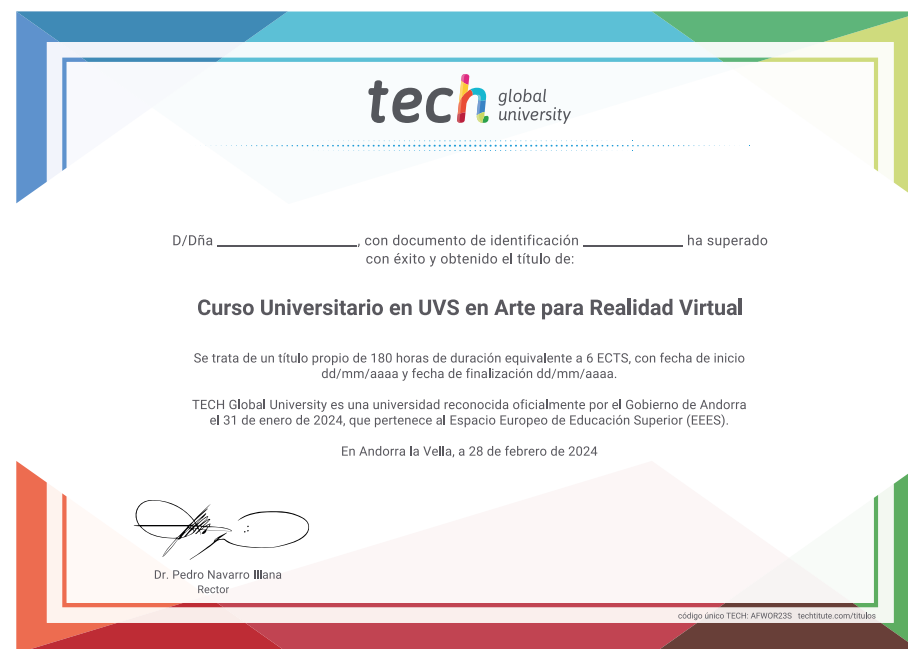 tech global university
D/Dña ____________, con documento de identificación ____________ ha superado
con éxito y obtenido el título de:
Curso Universitario en UVS en Arte para Realidad Virtual
Se trata de un título propio de 180 horas de duración equivalente a 6 ECTS, con fecha de inicio
dd/mm/aaaa y fecha de finalización dd/mm/aaaa.
TECH Global University es una universidad reconocida oficialmente por el Gobierno de Andorra
el 31 de enero de 2024, que pertenece al Espacio Europeo de Educación Superior (EEES).
En Andorra la Vella, a 28 de febrero de 2024
Dr. Pedro Navarro Illana
Rector
código único TECH: AFWOR23S techtitute.com/titulos